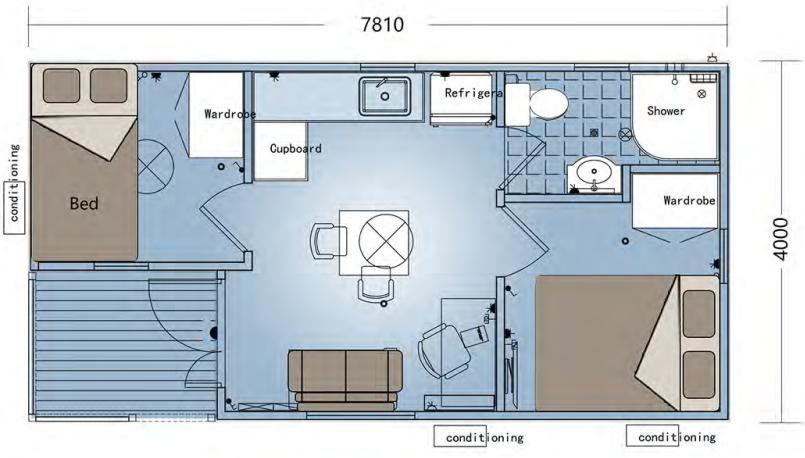 7810
Refrigera
Wardrobe
Shower
Cupboard
conditioning
Bed
Wardrobe
4000
conditioning
conditioning